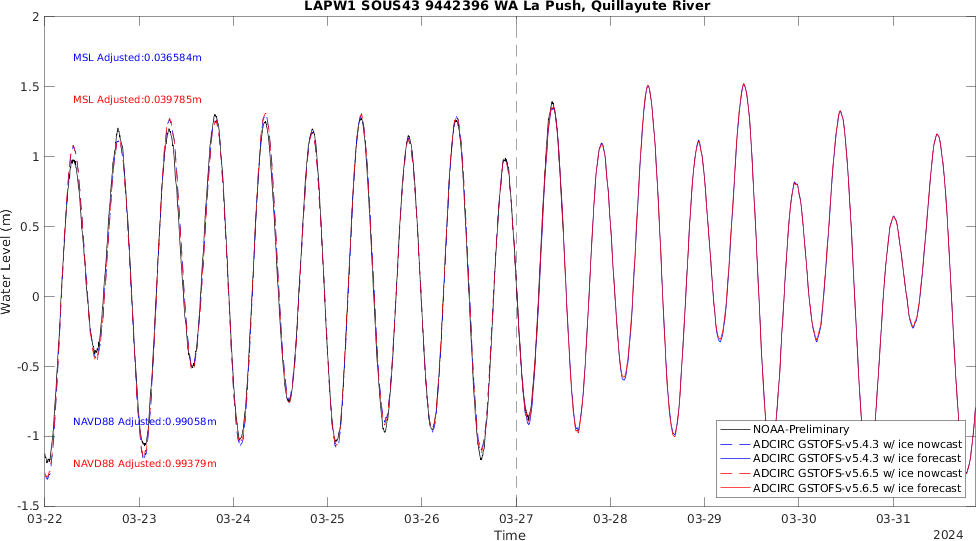 LAPW1 SOUS43 9442396 WA La Push, Quillayute River
2
1.5
1
0.5
0
-0.5
-1
-1.5
Water Level (m)
MSL Adjusted:0.036584m
MSL Adjusted:0.039785m
NAVD88 Adjusted:0.99058m
NAVD88 Adjusted:0.99379m
NOAA-Preliminary
ADCIRC GSTOFS-v5.4.3 w/ ice nowcast
ADCIRC GSTOFS-v5.4.3 w/ ice forecast
ADCIRC GSTOFS-v5.6.5 w/ ice nowcast
ADCIRC GSTOFS-v5.6.5 w/ ice forecast
03-22 03-23 03-24 03-25 03-26 03-27 03-28 03-29 03-30 03-31
Time
2024